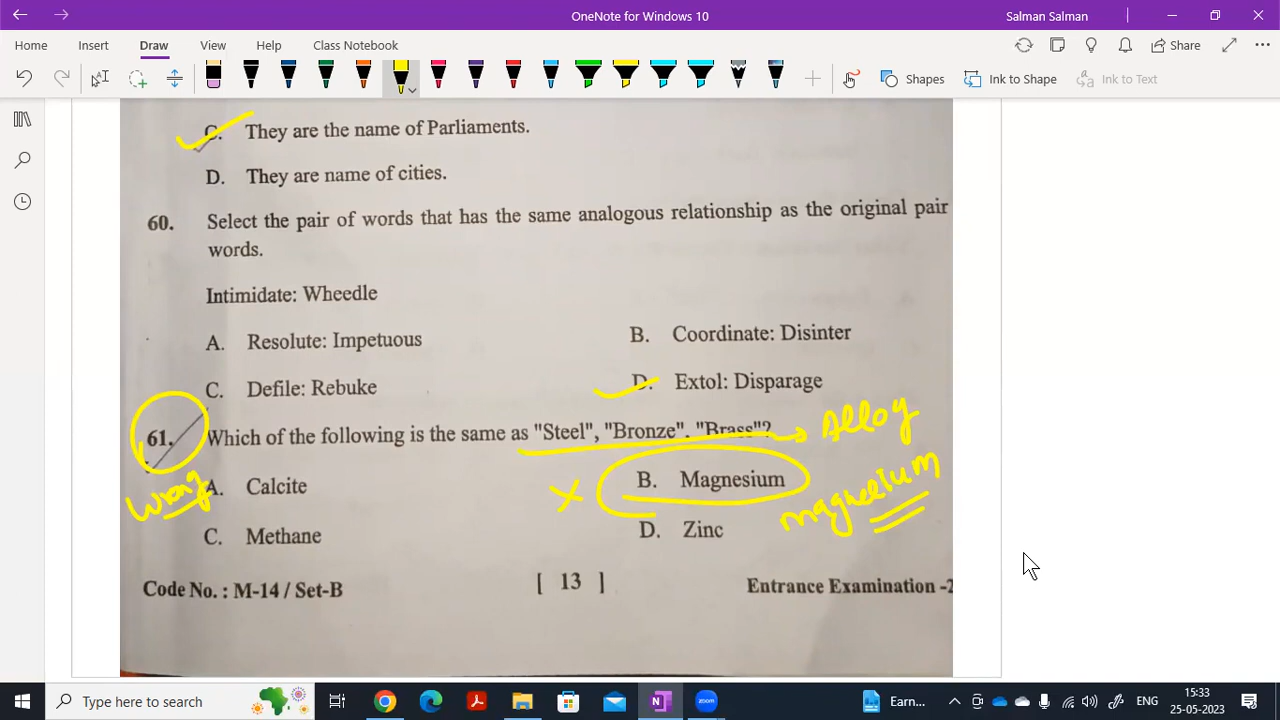 OneNote for Windows 10
Salman Salman
Home Insert Draw View Help Class Notebook
Share
Shapes Ink to Shape Ink to Text
C. They are the name of Parliaments.
D. They are name of cities.
60. Select the pair of words that has the same analogous relationship as the original pair
words.
Intimidate: Wheedle
A. Resolute: Impetuous B. Coordinate: Disinter
C. Defile: Rebuke D. Extol: Disparage
61. Which of the following is the same as "Steel", "Bronze", "Brass"? Alloy
Wrong A. Calcite X B. Magnesium magnesium
C. Methane D. Zinc
Code No. : M-14 / Set-B [ 13 ] Entrance Examination -2
Type here to search
zoom
Earn...
ENG
15:33
25-05-2023